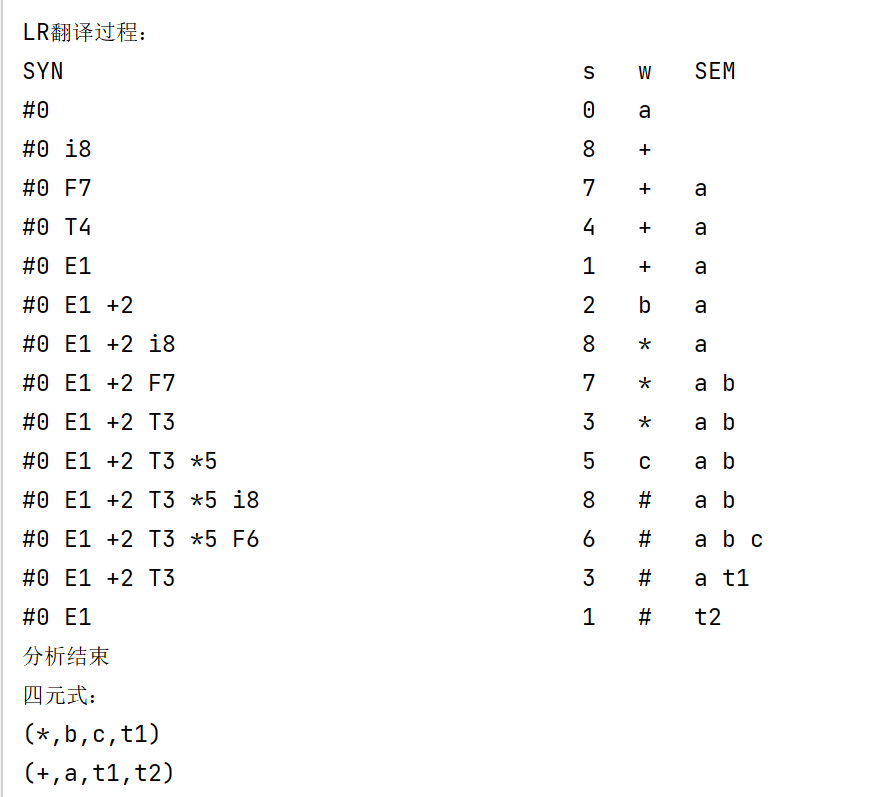 LR翻译过程:
SYN s w SEM
#0 0 a
#0 i8 8 +
#0 F7 7 + a
#0 T4 4 + a
#0 E1 1 + a
#0 E1 +2 2 b a
#0 E1 +2 i8 8 * a
#0 E1 +2 F7 7 * a b
#0 E1 +2 T3 3 * a b
#0 E1 +2 T3 *5 5 c a b
#0 E1 +2 T3 *5 i8 8 # a b
#0 E1 +2 T3 *5 F6 6 # a b c
#0 E1 +2 T3 3 # a t1
#0 E1 1 # t2
分析结束
四元式:
(*,b,c,t1)
(+,a,t1,t2)